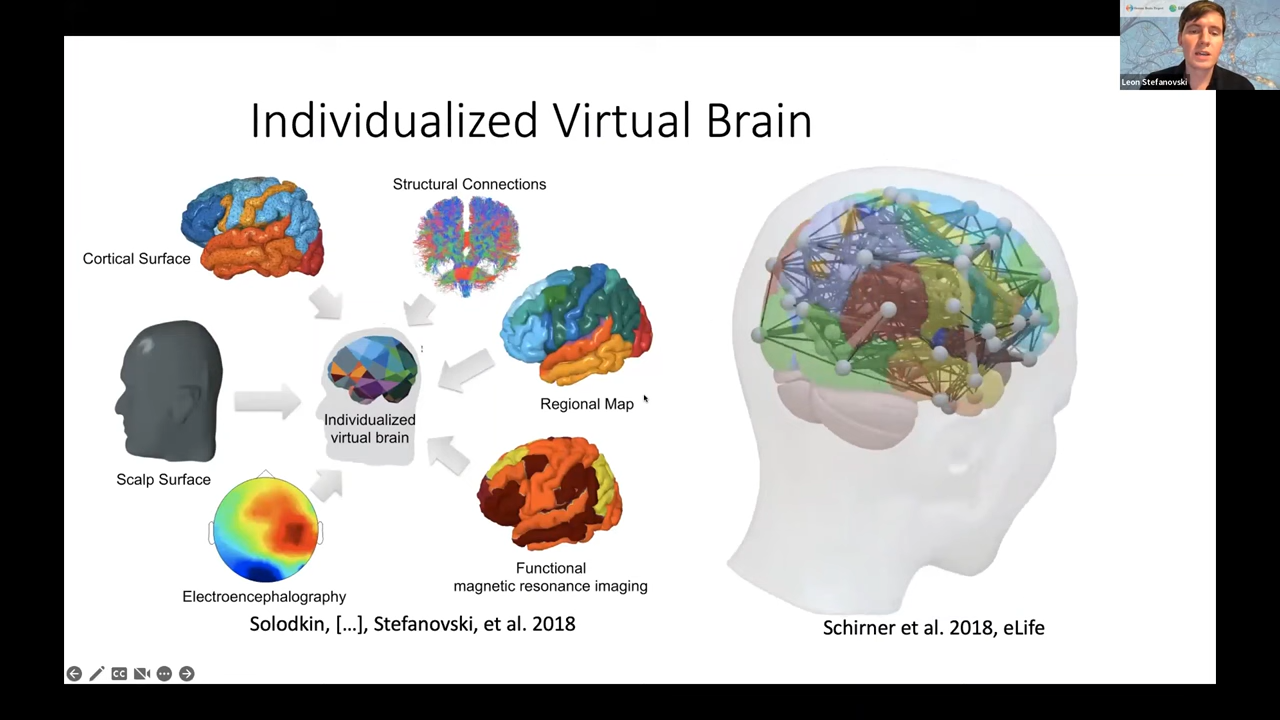 Leon Stefanovski
Individualized Virtual Brain
Structural Connections
Cortical Surface
Regional Map
Individualized
virtual brain
Scalp Surface
Functional
magnetic resonance imaging
Electroencephalography
Solodkin, [...], Stefanovski, et al. 2018
Schirner et al. 2018, eLife
CC